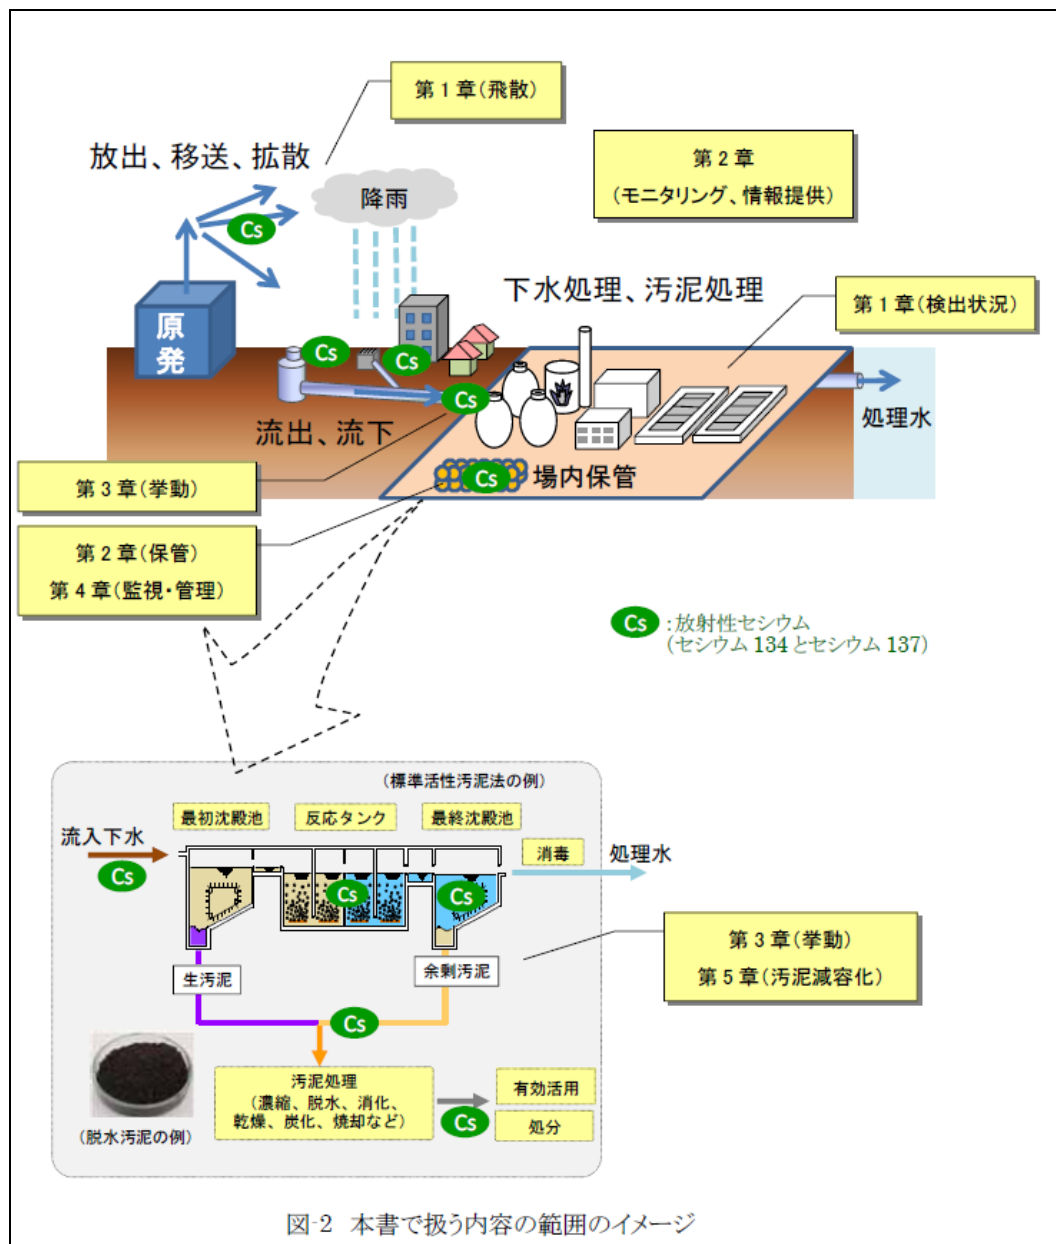 第1章(飛散)
放出、移送、拡散
第2章
(モニタリング、情報提供)
降雨
Cs
下水処理、汚泥処理
第1章(検出状況)
原
発
Cs
Cs
Cs
流出、流下
処理水
第3章(挙動)
Cs
場内保管
第2章(保管)
第4章(監視・管理)
Cs
:放射性セシウム
(セシウム134とセシウム137)
(標準活性汚泥法の例)
最初沈殿池
反応タンク
最終沈殿池
流入下水
消毒
処理水
Cs
Cs
Cs
第3章(挙動)
第5章(汚泥減容化)
生汚泥
余剰汚泥
Cs
汚泥処理
(濃縮、脱水、消化、
乾燥、炭化、焼却など)
有効活用
Cs
処分
(脱水汚泥の例)
図-2 本書で扱う内容の範囲のイメージ